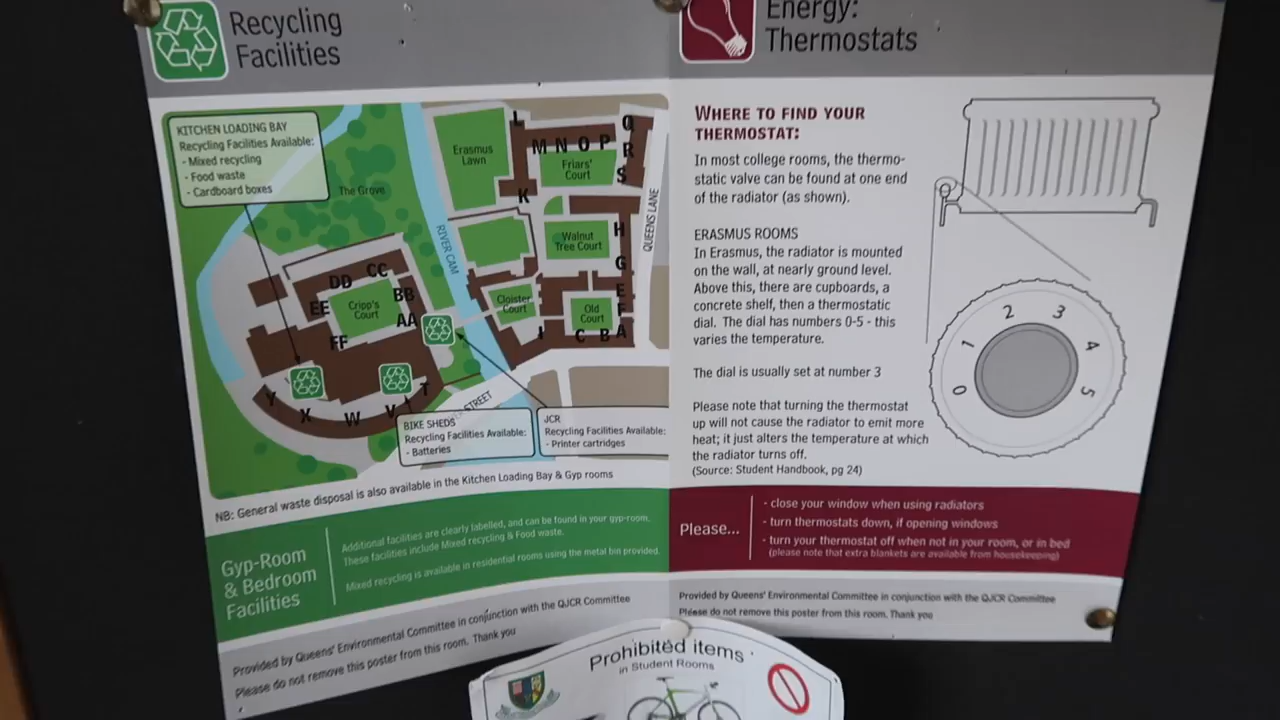 Recycling
Facilities
KITCHEN LOADING BAY
Recycling Facilities Available:
- Mixed recycling
- Food waste
- Cardboard boxes
The Grove
RIVER CAM
Erasmus
Lawn
L
M N O P
Q
R
S
Friars'
Court
K
QUEENS LANE
Walnut
Tree Court
H
G
E
F
A
Cloister
Court
Old
Court
I
C
B
DD
CC
EE
Cripp's
Court
BB
AA
FF
Y
X
W
V
T
STREET
BIKE SHEDS
Recycling Facilities Available:
- Batteries
JCR
Recycling Facilities Available:
- Printer cartridges
NB: General waste disposal is also available in the Kitchen Loading Bay & Gyp rooms
Gyp-Room
& Bedroom
Facilities
Additional facilities are clearly labelled, and can be found in your gyp-room.
These facilities include Mixed recycling & Food waste.
Mixed recycling is available in residential rooms using the metal bin provided.
Provided by Queens' Environmental Committee in conjunction with the QJCR Committee
Please do not remove this poster from this room. Thank you
Energy:
Thermostats
WHERE TO FIND YOUR
THERMOSTAT:
In most college rooms, the thermo-
static valve can be found at one end
of the radiator (as shown).
ERASMUS ROOMS
In Erasmus, the radiator is mounted
on the wall, at nearly ground level.
Above this, there are cupboards, a
concrete shelf, then a thermostatic
dial. The dial has numbers 0-5 - this
varies the temperature.
The dial is usually set at number 3
Please note that turning the thermostat
up will not cause the radiator to emit more
heat; it just alters the temperature at which
the radiator turns off.
(Source: Student Handbook, pg 24)
0
1
2
3
4
5
Please...
- close your window when using radiators
- turn thermostats down, if opening windows
- turn your thermostat off when not in your room, or in bed
(please note that extra blankets are available from housekeeping)
Provided by Queens' Environmental Committee in conjunction with the QJCR Committee
Please do not remove this poster from this room. Thank you
Prohibited items
in Student Rooms